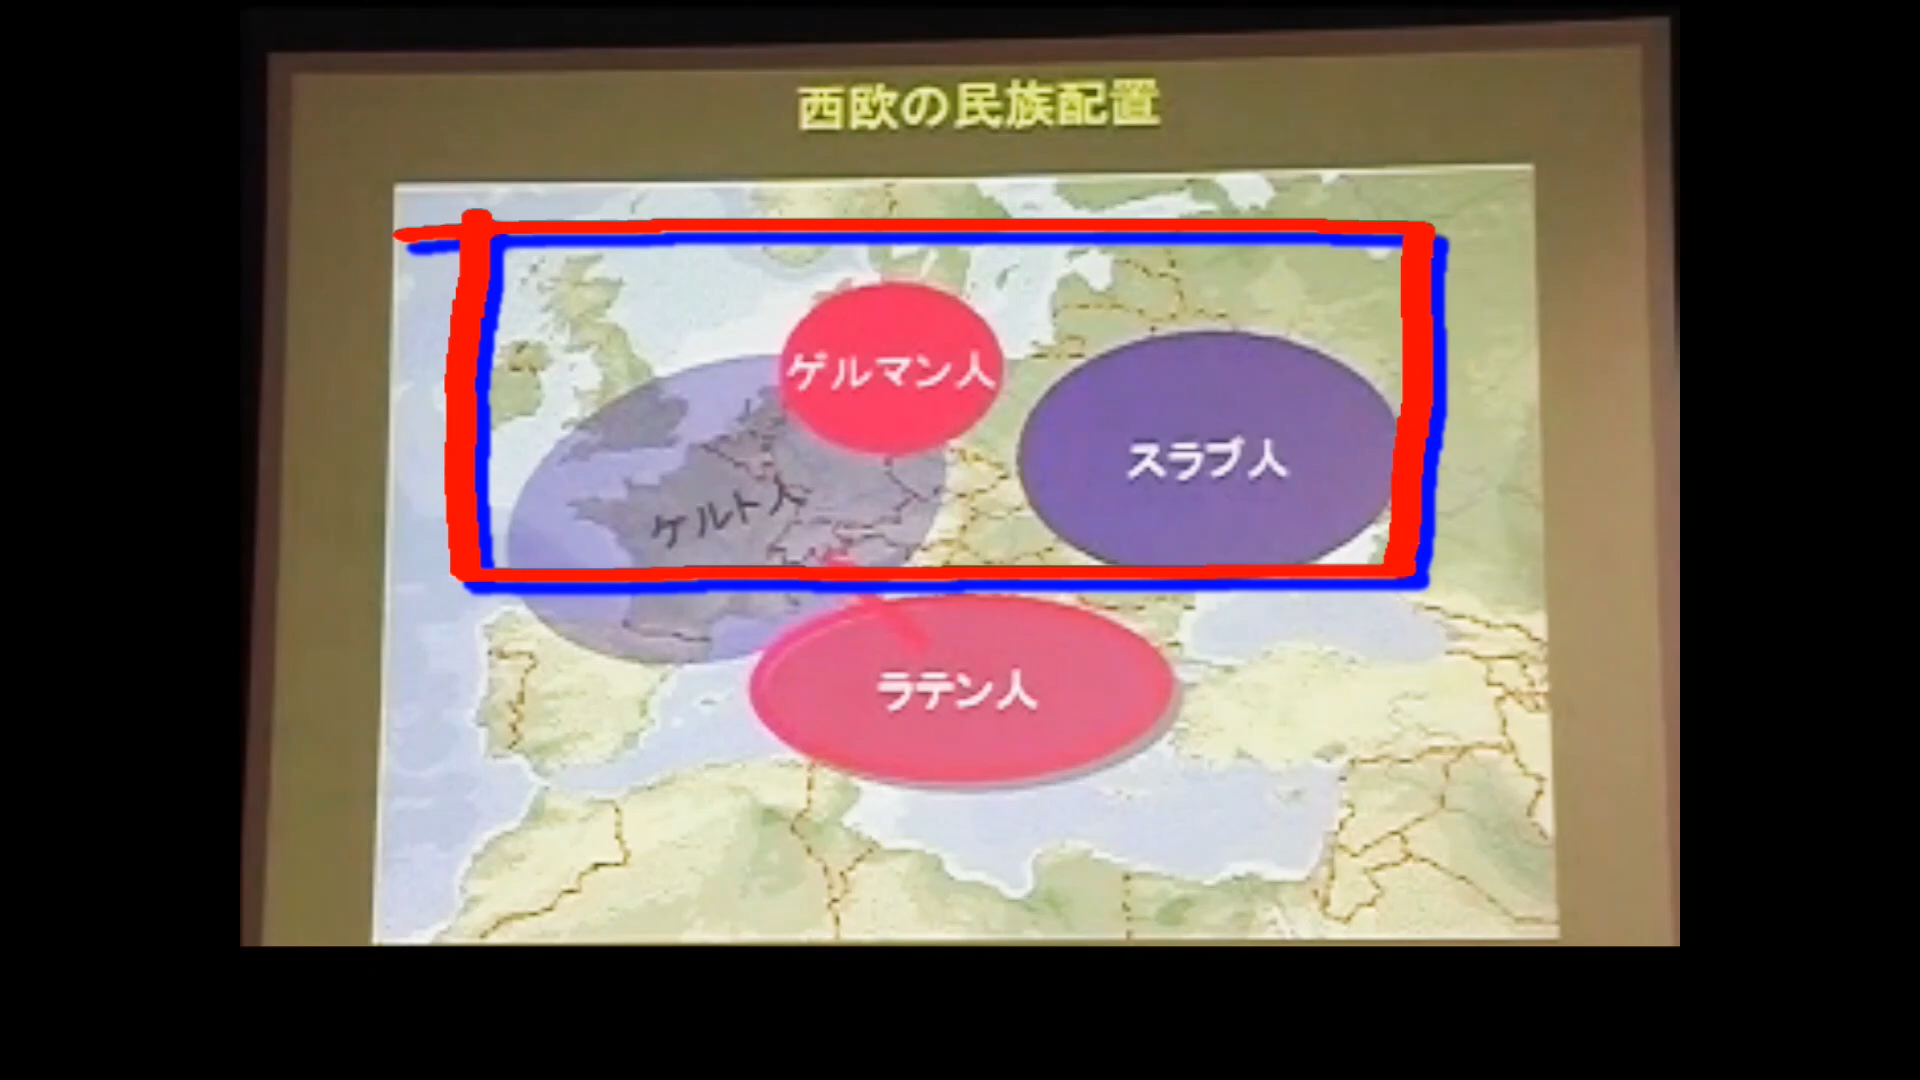 西欧の民族配置
ゲルマン人
スラブ人
ケルト人
ラテン人